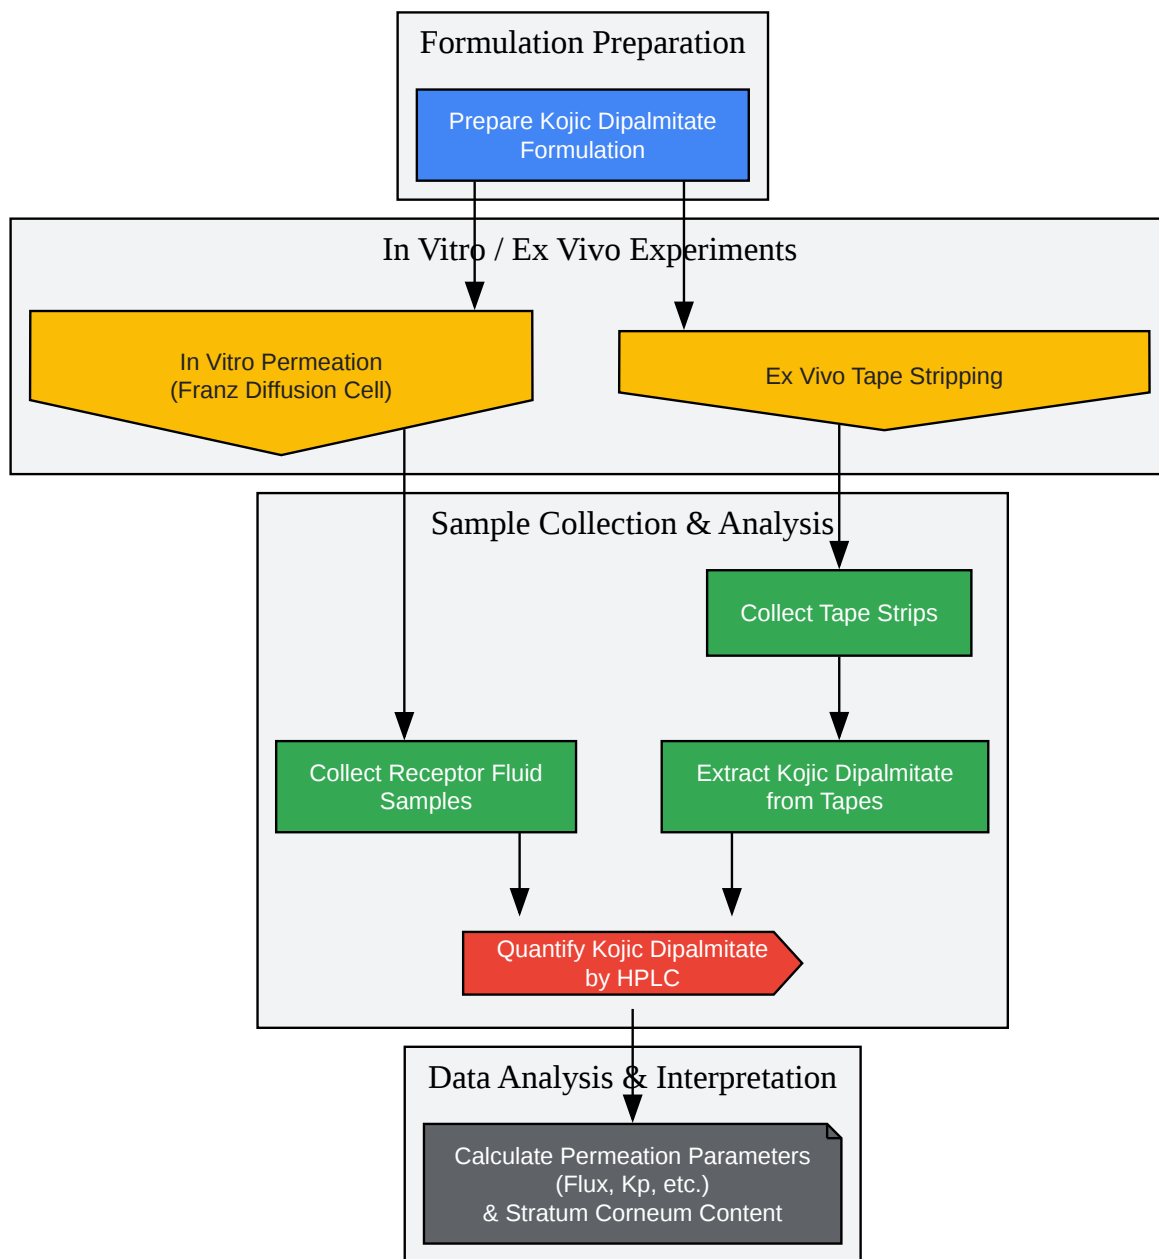 Formulation Preparation
Prepare Kojic Dipalmitate
Formulation
In Vitro / Ex Vivo Experiments
In Vitro Permeation
(Franz Diffusion Cell)
Ex Vivo Tape Stripping
Sample Collection & Analysis
Collect Tape Strips
Collect Receptor Fluid
Samples
Extract Kojic Dipalmitate
from Tapes
Quantify Kojic Dipalmitate
by HPLC
Data Analysis & Interpretation
Calculate Permeation Parameters
(Flux, Kp, etc.)
& Stratum Corneum Content